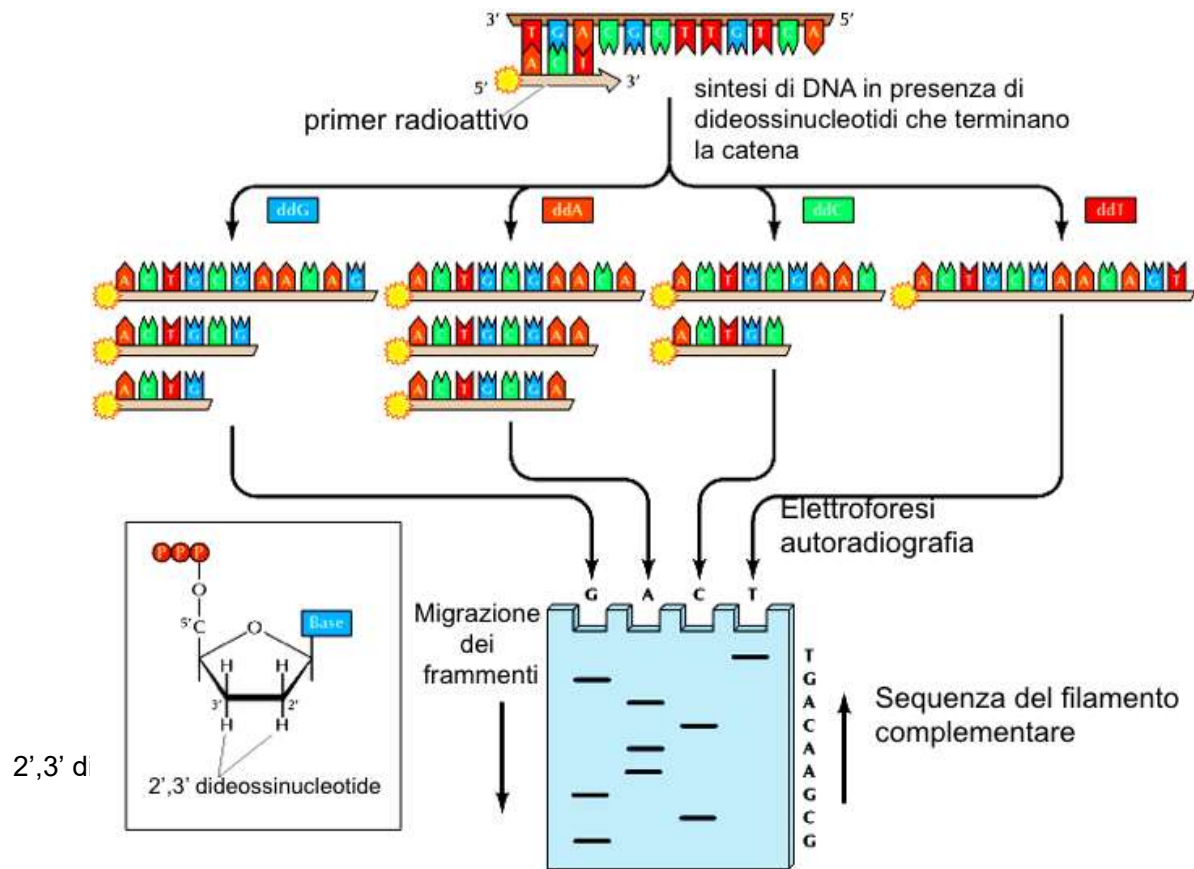 3’ T G A C G C T T G T C A 5’
A C T
5’ 3’
primer radioattivo
sintesi di DNA in presenza di
dideossinucleotidi che terminano
la catena
ddG ddA ddC ddT
A C T G C G A A C A G
A C T G C G A A C A
A C T G C G A A C
A C T G C G A A C A G T
A C T G C G
A C T G C G A A
A C T G C
A C T G
A C T G C G A
Elettroforesi
autoradiografia
P P P
O
5’ C
O
Base
H H
3’ 2’
H H
2’,3’ dideossinucleotide
2’,3’ di
Migrazione
dei
frammenti
G A C T
T
G
A
C
A
A
G
C
G
Sequenza del filamento
complementare